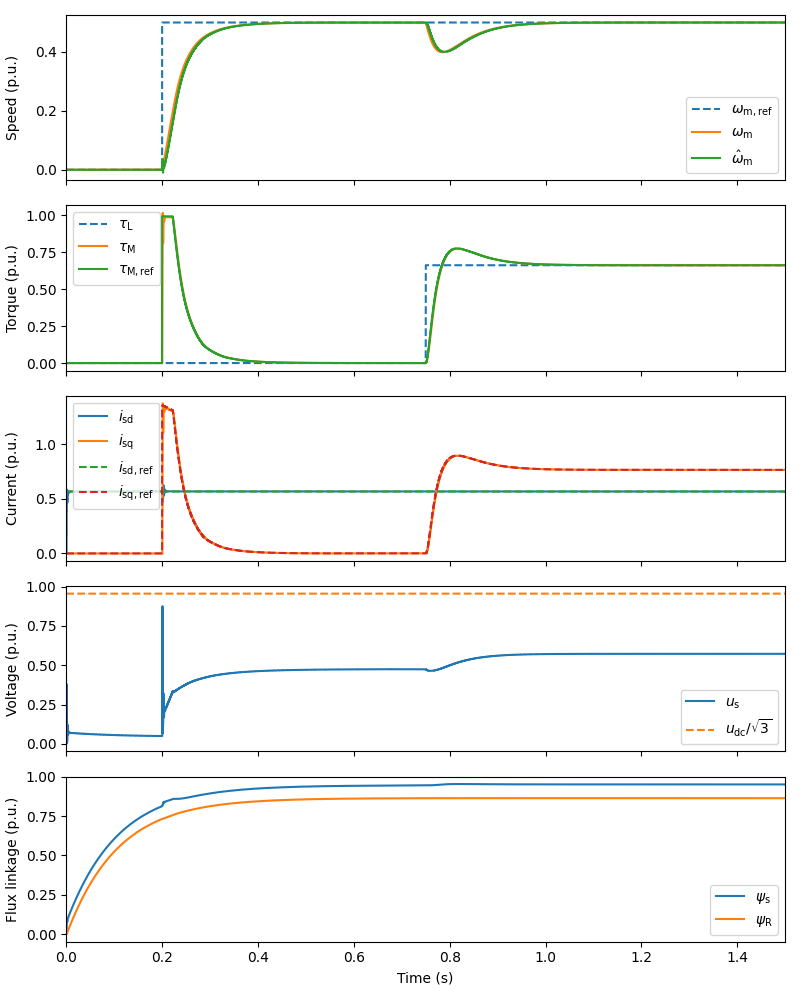 Speed (p.u.)
0.4
0.2
0.0
ω_m,ref
ω_m
ω̂_m
Torque (p.u.)
1.00
0.75
0.50
0.25
0.00
τ_L
τ_M
τ_M,ref
Current (p.u.)
1.0
0.5
0.0
i_sd
i_sq
i_sd,ref
i_sq,ref
Voltage (p.u.)
1.00
0.75
0.50
0.25
0.00
u_s
u_dc/√3
Flux linkage (p.u.)
1.00
0.75
0.50
0.25
0.00
ψ_s
ψ_R
0.0 0.2 0.4 0.6 0.8 1.0 1.2 1.4
Time (s)